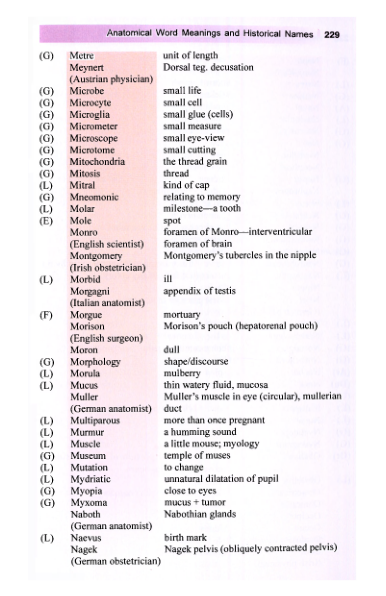 Anatomical Word Meanings and Historical Names 229
(G) Metre unit of length
Meynert Dorsal teg. decusation
(Austrian physician)
(G) Microbe small life
(G) Microcyte small cell
(G) Microglia small glue (cells)
(G) Micrometer small measure
(G) Microscope small eye-view
(G) Microtome small cutting
(G) Mitochondria the thread grain
(G) Mitosis thread
(L) Mitral kind of cap
(G) Mneomonic relating to memory
(L) Molar milestone—a tooth
(E) Mole spot
Monro foramen of Monro—interventricular
(English scientist) foramen of brain
Montgomery Montgomery's tubercles in the nipple
(Irish obstetrician)
(L) Morbid ill
Morgagni appendix of testis
(Italian anatomist)
(F) Morgue mortuary
Morison Morison's pouch (hepatorenal pouch)
(English surgeon)
Moron dull
(G) Morphology shape/discourse
(L) Morula mulberry
(L) Mucus thin watery fluid, mucosa
Muller Muller's muscle in eye (circular), mullerian
(German anatomist) duct
(L) Multiparous more than once pregnant
(L) Murmur a humming sound
(L) Muscle a little mouse; myology
(G) Museum temple of muses
(L) Mutation to change
(L) Mydriatic unnatural dilatation of pupil
(G) Myopia close to eyes
(G) Myxoma mucus + tumor
Naboth Nabothian glands
(German anatomist)
(L) Naevus birth mark
Nagek Nagek pelvis (obliquely contracted pelvis)
(German obstetrician)